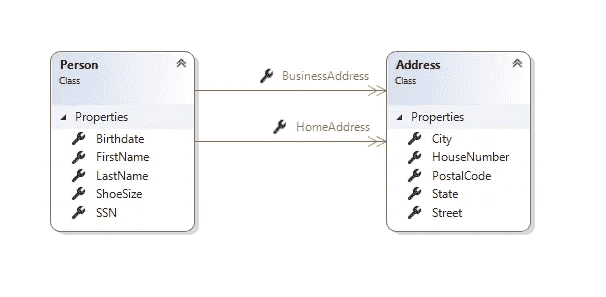 Person
Class
Properties
Birthdate
FirstName
LastName
ShoeSize
SSN
BusinessAddress
HomeAddress
Address
Class
Properties
City
HouseNumber
PostalCode
State
Street